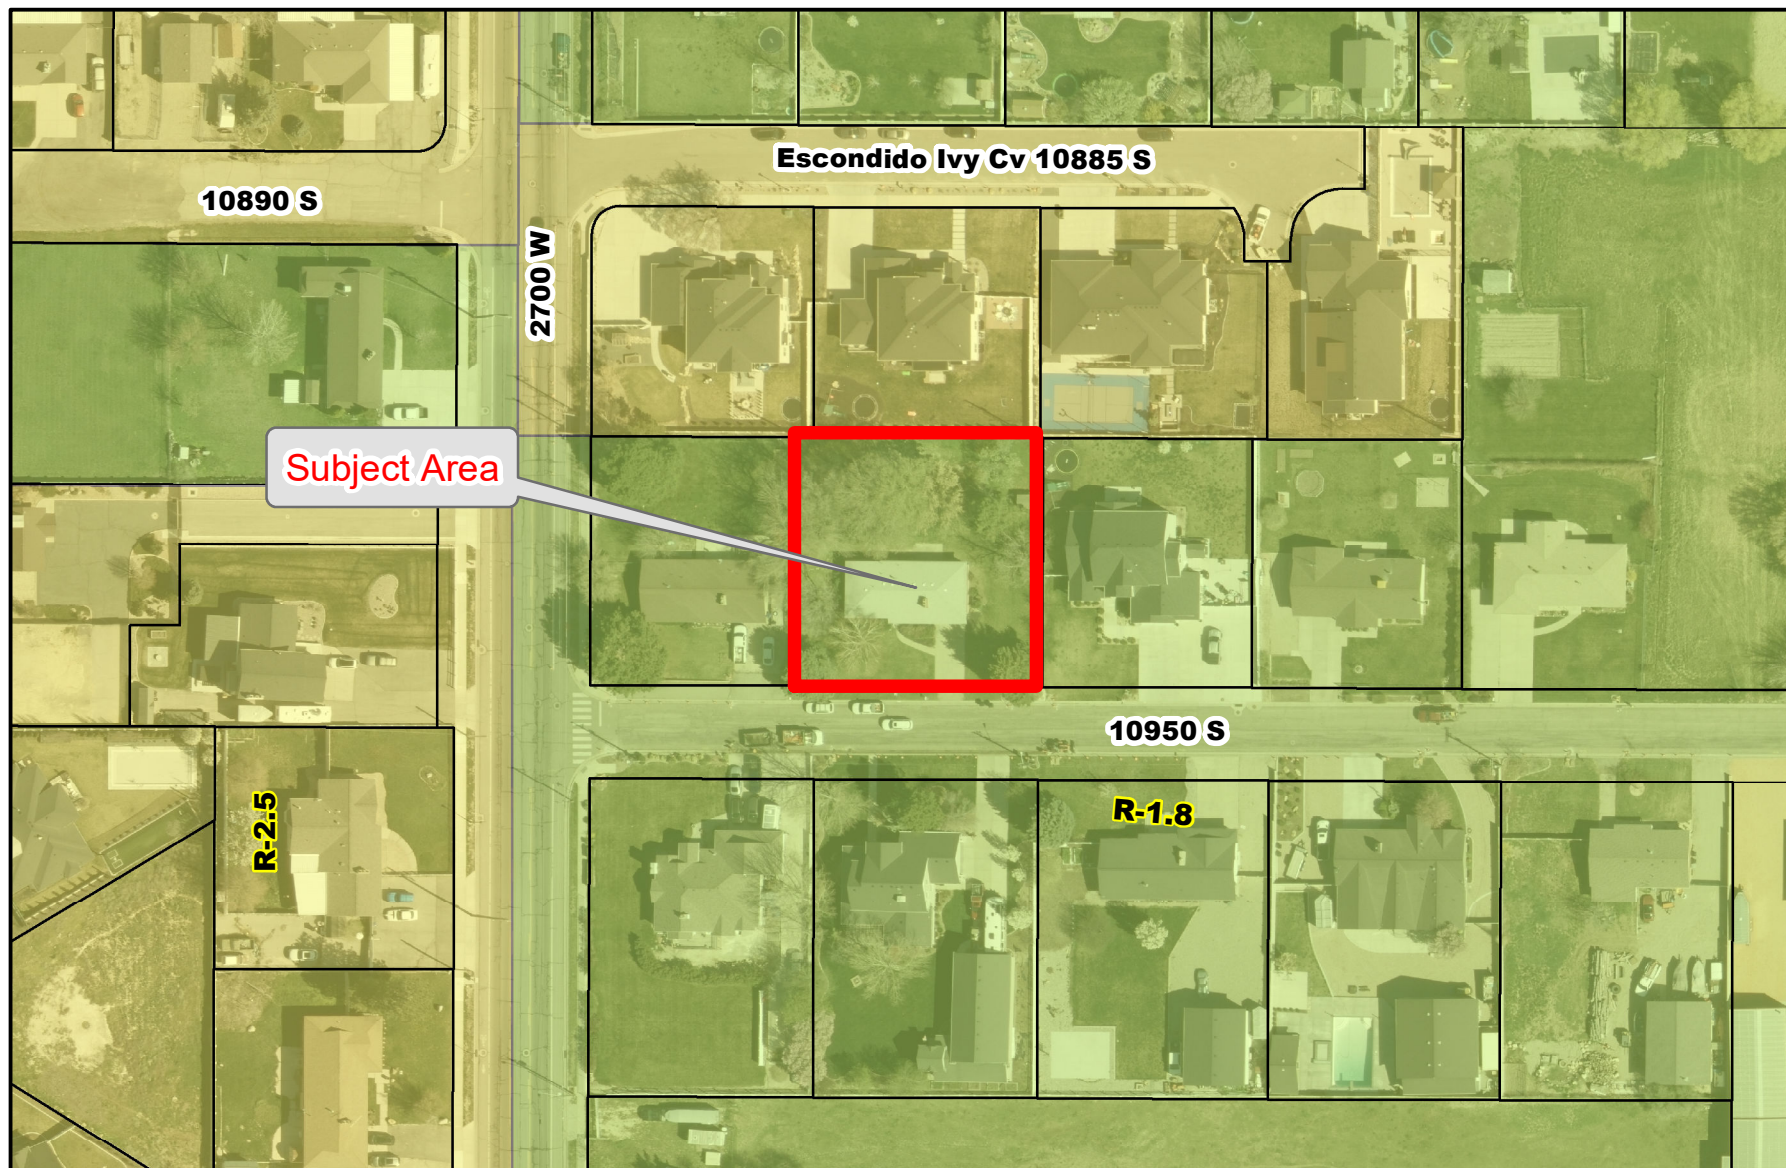 Escondido Ivy Cv 10885 S
10890 S
2700 W
Subject Area
10950 S
R-2.5
R-1.8